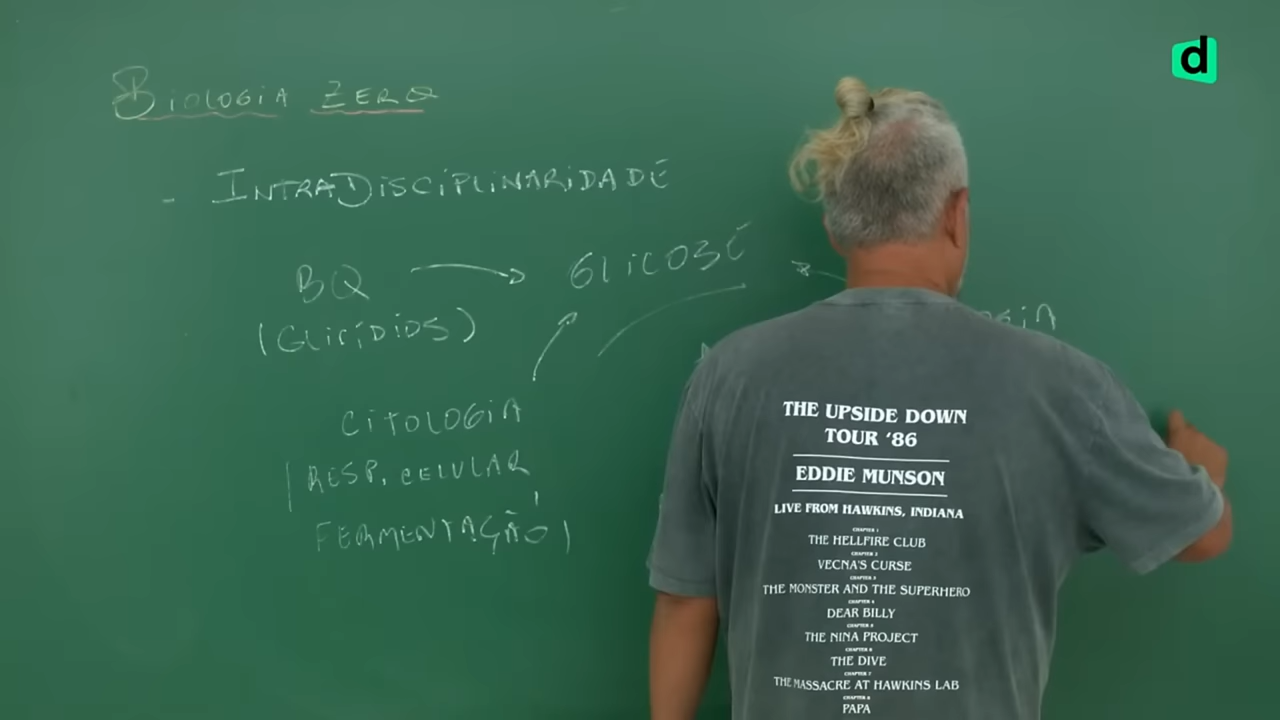 d
BIOLOGIA ZERO
- INTRADISCIPLINARIDADE
BQ → GLICOSE
(GLICÍDIOS)
CITOLOGIA
RESP. CELULAR
FERMENTAÇÃO
THE UPSIDE DOWN
TOUR '86
EDDIE MUNSON
LIVE FROM HAWKINS, INDIANA
CHAPTER 1
THE HELLFIRE CLUB
CHAPTER 2
VECNA'S CURSE
CHAPTER 3
THE MONSTER AND THE SUPERHERO
CHAPTER 4
DEAR BILLY
CHAPTER 5
THE NINA PROJECT
CHAPTER 6
THE DIVE
CHAPTER 7
THE MASSACRE AT HAWKINS LAB
CHAPTER 8
PAPA